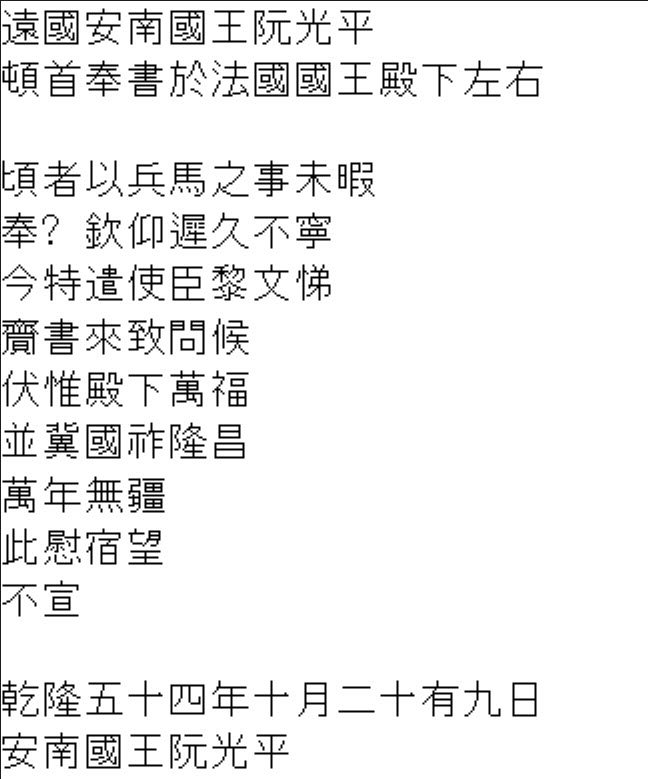 遠國安南國王阮光平
頓首奉書於法國國王殿下左右
頃者以兵馬之事未暇
奉? 欽仰遲久不寧
今特遣使臣黎文悌
齎書來致問候
伏惟殿下萬福
並冀國祚隆昌
萬年無疆
此慰宿望
不宣
乾隆五十四年十月二十有九日
安南國王阮光平